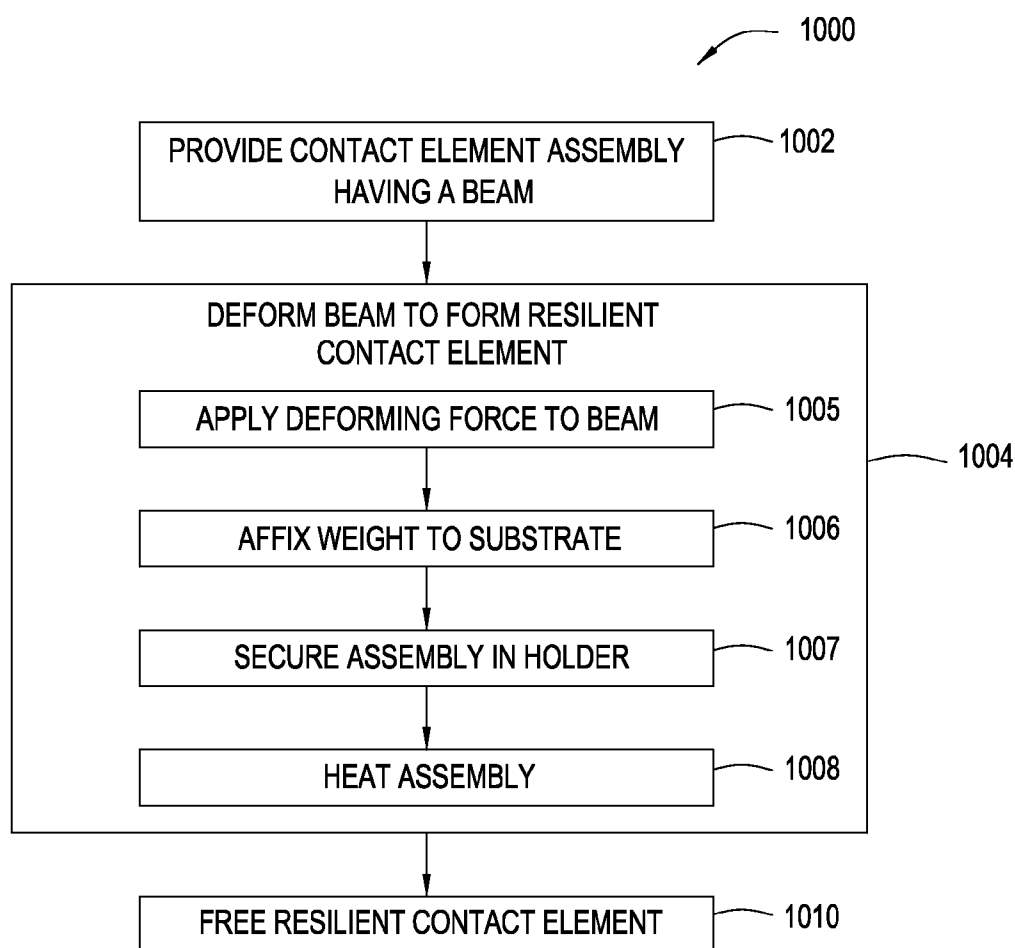 1000
PROVIDE CONTACT ELEMENT ASSEMBLY
HAVING A BEAM
1002
DEFORM BEAM TO FORM RESILIENT
CONTACT ELEMENT
APPLY DEFORMING FORCE TO BEAM
1005
1004
AFFIX WEIGHT TO SUBSTRATE
1006
SECURE ASSEMBLY IN HOLDER
1007
HEAT ASSEMBLY
1008
FREE RESILIENT CONTACT ELEMENT
1010